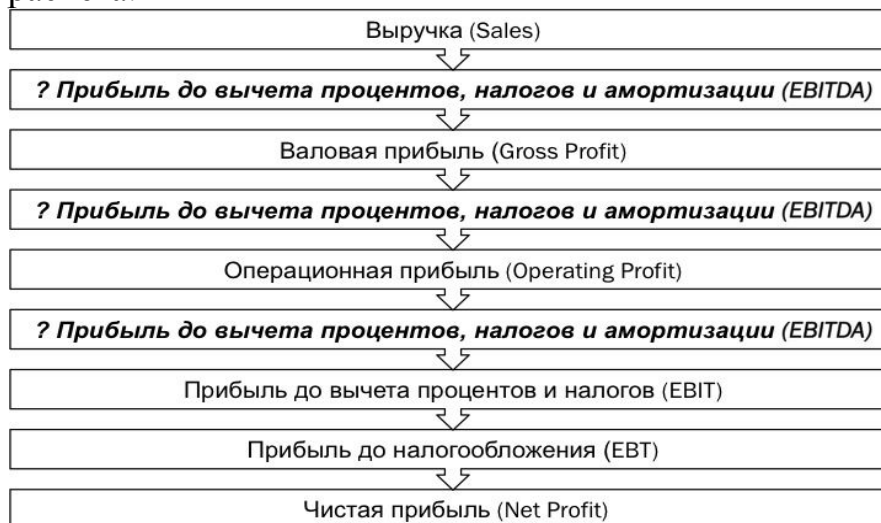 Выручка (Sales)
? Прибыль до вычета процентов, налогов и амортизации (EBITDA)
Валовая прибыль (Gross Profit)
? Прибыль до вычета процентов, налогов и амортизации (EBITDA)
Операционная прибыль (Operating Profit)
? Прибыль до вычета процентов, налогов и амортизации (EBITDA)
Прибыль до вычета процентов и налогов (EBIT)
Прибыль до налогообложения (EBT)
Чистая прибыль (Net Profit)